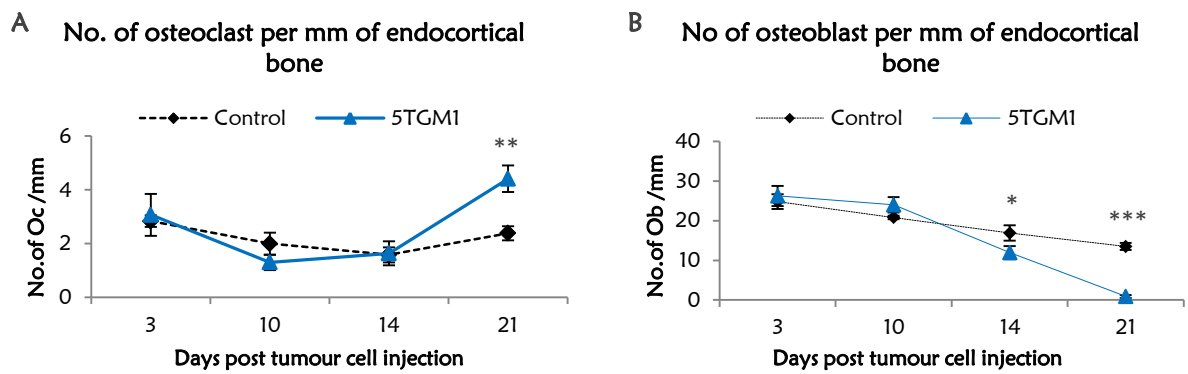 A
No. of osteoclast per mm of endocortical
bone
Control
5TGM1
6
4
2
0
**
No.of Oc /mm
3
10
14
21
Days post tumour cell injection
B
No of osteoblast per mm of endocortical
bone
Control
5TGM1
40
30
20
10
0
*
***
No.of Ob /mm
3
10
14
21
Days post tumour cell injection